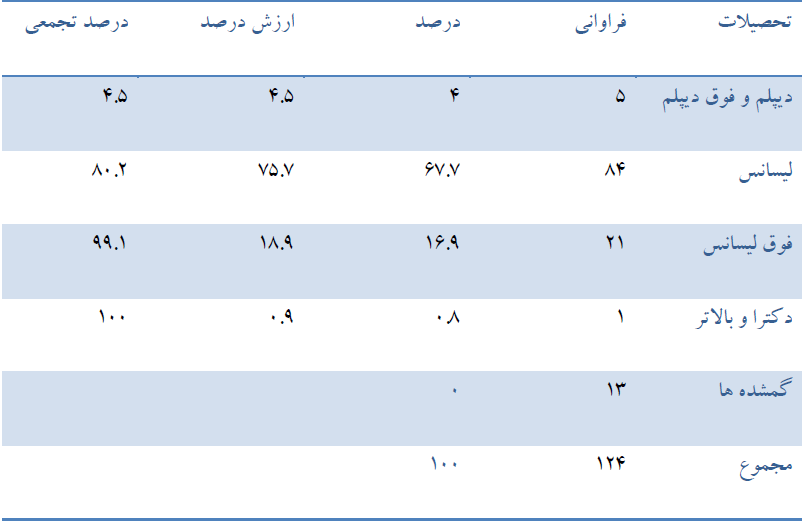 تحصیلات فراوانی درصد ارزش درصد درصد تجمعی
دیپلم و فوق دیپلم ۵ ۴ ۴.۵ ۴.۵
لیسانس ۸۴ ۶۷.۷ ۷۵.۷ ۸۰.۲
فوق لیسانس ۲۱ ۱۶.۹ ۱۸.۹ ۹۹.۱
دکترا و بالاتر ۱ ۰.۸ ۰.۹ ۱۰۰
گمشده ها ۱۳ ۰
مجموع ۱۲۴ ۱۰۰